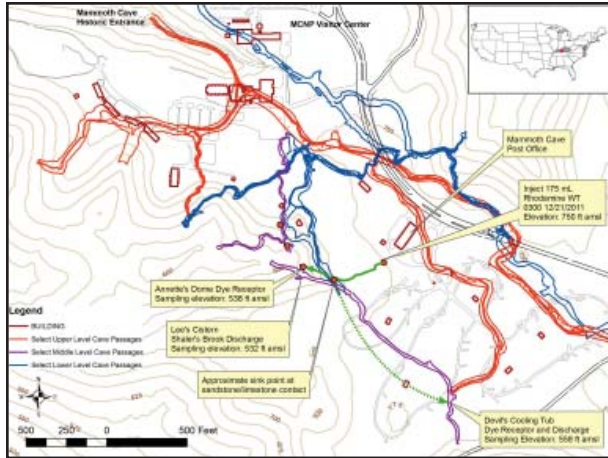 Mammoth Cave
Historic Entrance
MCNP Visitor Center
Mammoth Cave
Post Office
Inject 175 mL
Rhodamine WT
0300 12/21/2011
Elevation: 750 ft amsl
Annette's Dome Dye Receptor
Sampling elevation: 538 ft amsl
Lee's Cistern
Shaler's Brook Discharge
Sampling elevation: 532 ft amsl
Approximate sink point at
sandstone/limestone contact
Devil's Cooling Tub
Dye Receptor and Discharge
Sampling Elevation: 558 ft amsl
Legend
BUILDING
Select Upper Level Cave Passages
Select Middle Level Cave Passages
Select Lower Level Cave Passages
500 250 0 500 Feet